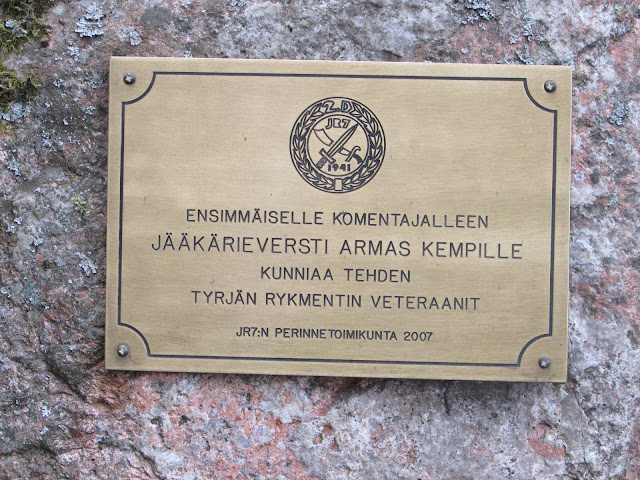 2.D
JR7
1941
ENSIMMÄISELLE KOMENTAJALLEEN
JÄÄKÄRIEVERSTI ARMAS KEMPILLE
KUNNIAA TEHDEN
TYRJÄN RYKMENTIN VETERAANIT
JR7:N PERINNETOIMIKUNTA 2007